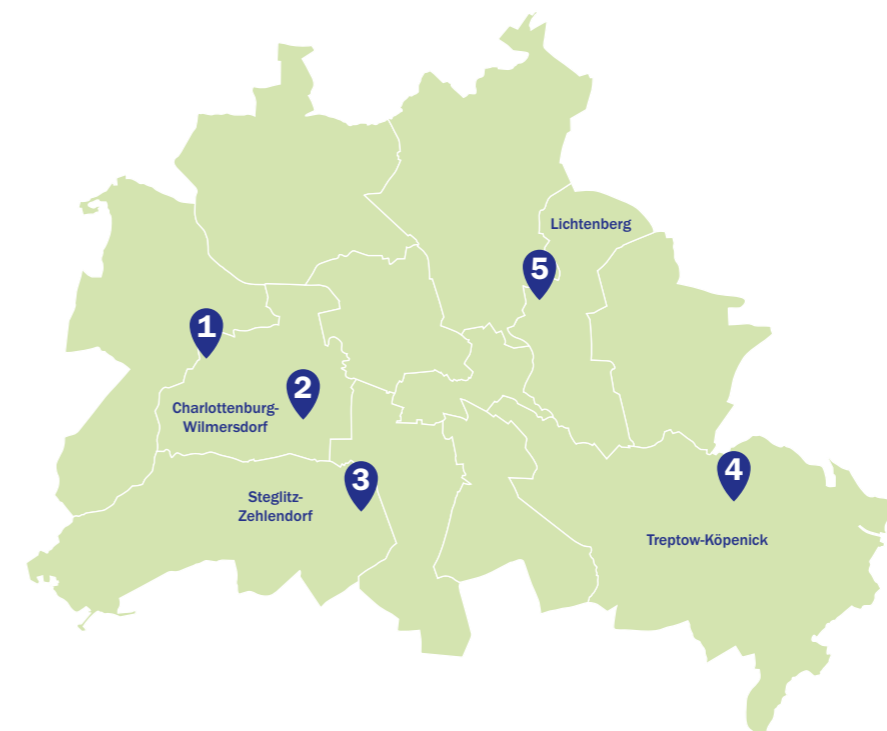 Lichtenberg
5
1
2
Charlottenburg-
Wilmersdorf
3
4
Steglitz-
Zehlendorf
Treptow-Köpenick